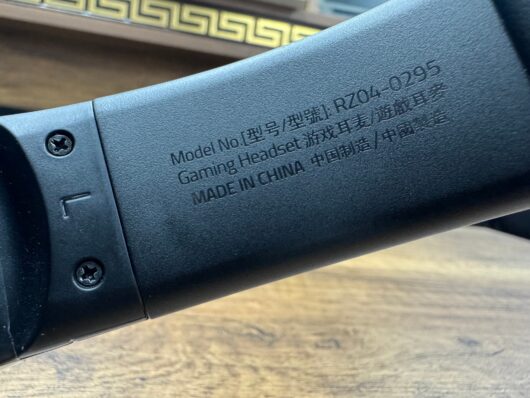 Model No.[型号/型號]: RZ04-0295
Gaming Headset 游戏耳麦/遊戲耳麥
MADE IN CHINA 中国制造/中國製造
L